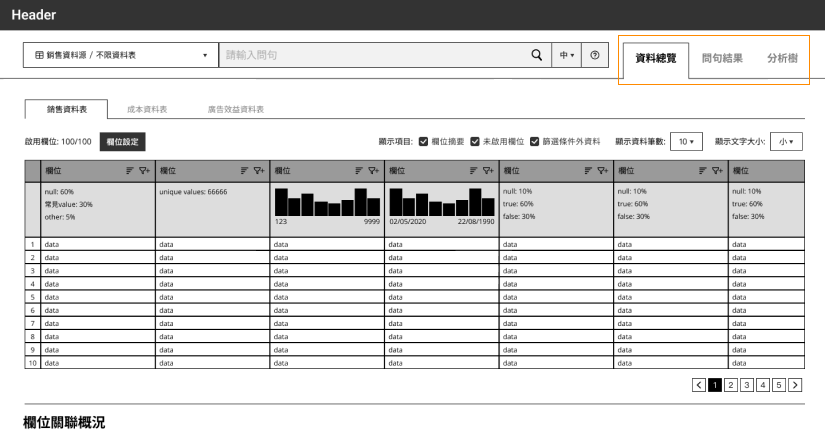 Header
銷售資料源 / 不限資料表 請輸入問句 中 資料總覽 問句結果 分析樹
銷售資料表 成本資料表 廣告效益資料表
啟用欄位: 100/100 欄位設定 顯示項目: 欄位摘要 未啟用欄位 篩選條件外資料 顯示資料筆數: 10 顯示文字大小: 小
欄位 欄位 欄位 欄位 欄位 欄位 欄位
null: 60% unique values: 66666 null: 10% null: 10% null: 10%
常見value: 30% true: 60% true: 60% true: 60%
other: 5% 123 9999 02/05/2020 22/08/1990 false: 30% false: 30% false: 30%
1 data data data data data data data
2 data data data data data data data
3 data data data data data data data
4 data data data data data data data
5 data data data data data data data
6 data data data data data data data
7 data data data data data data data
8 data data data data data data data
9 data data data data data data data
10 data data data data data data data
1 2 3 4 5
欄位關聯概況